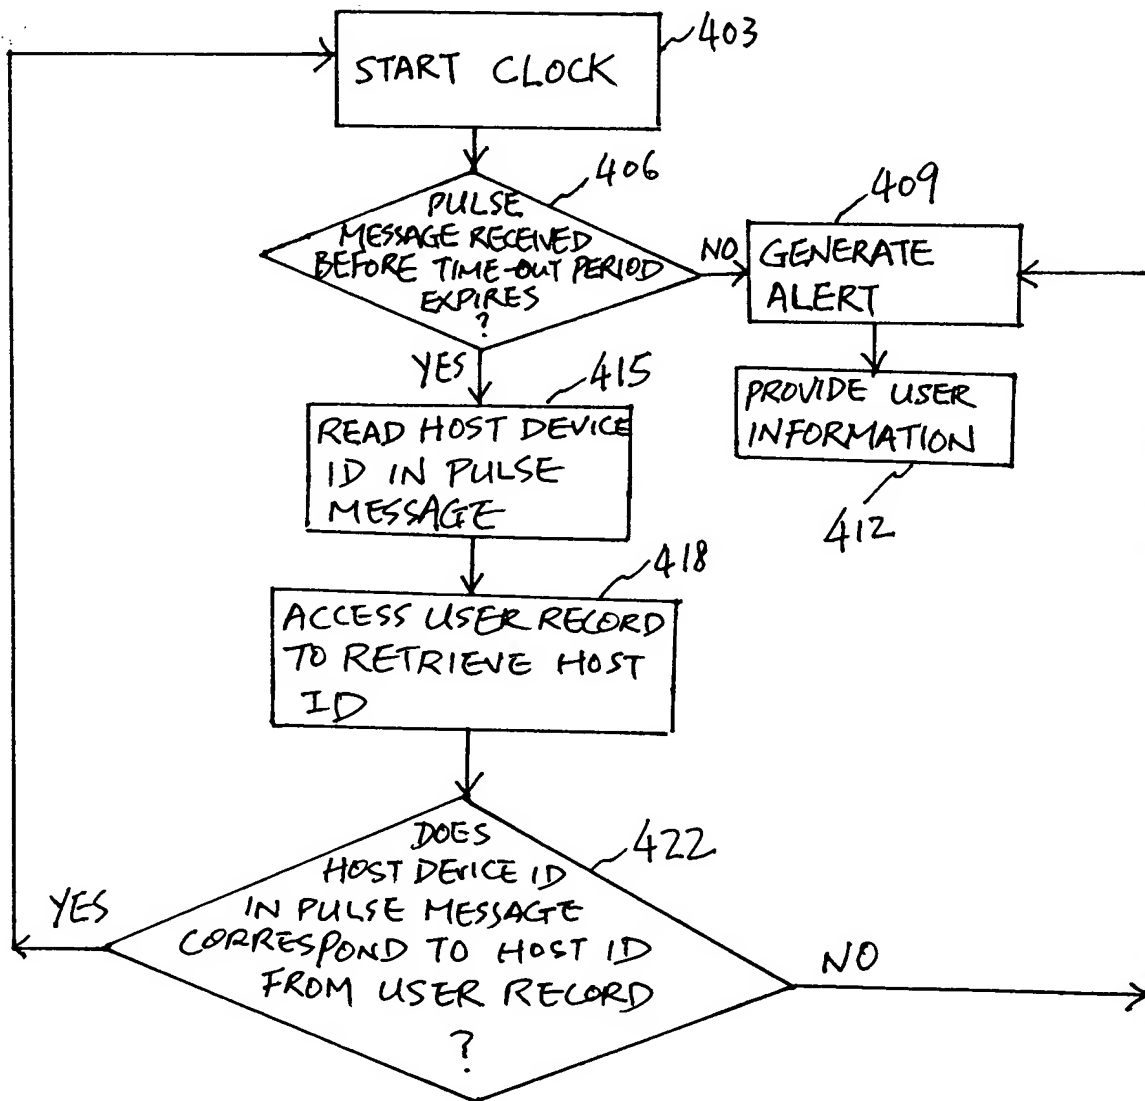 403
START CLOCK
406
PULSE
MESSAGE RECEIVED
BEFORE TIME-OUT PERIOD
EXPIRES
?
NO
409
GENERATE
ALERT
YES
415
PROVIDE USER
INFORMATION
412
READ HOST DEVICE
ID IN PULSE
MESSAGE
418
ACCESS USER RECORD
TO RETRIEVE HOST
ID
422
DOES
HOST DEVICE ID
IN PULSE MESSAGE
CORRESPOND TO HOST ID
FROM USER RECORD
?
YES
NO